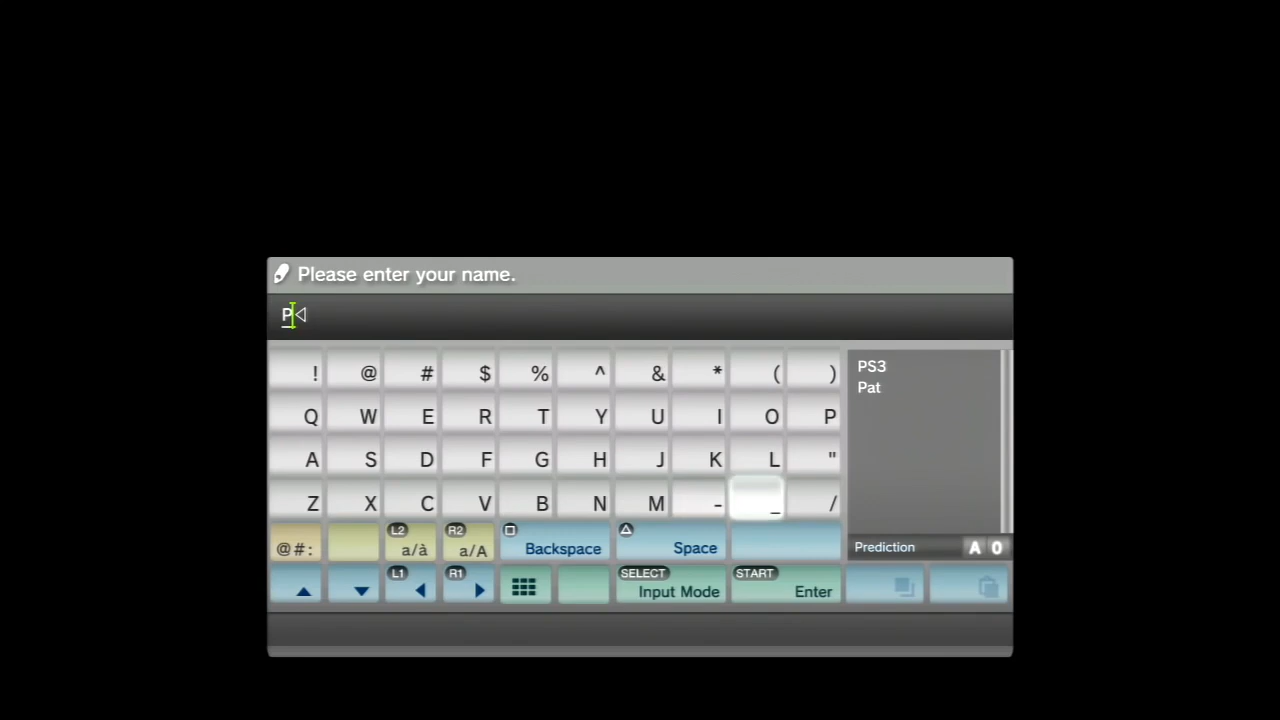 Please enter your name.
P
! @ # $ % ^ & * ( )
PS3
Pat
Q W E R T Y U I O P
A S D F G H J K L "
Z X C V B N M - _ /
@#: L2 a/à R2 a/A Backspace Space
Prediction A 0
L1 R1 SELECT Input Mode START Enter